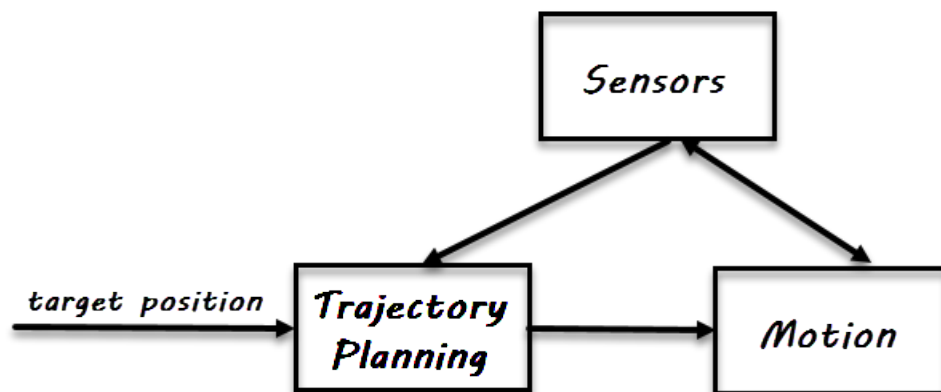 Sensors
target position
Trajectory
Planning
Motion